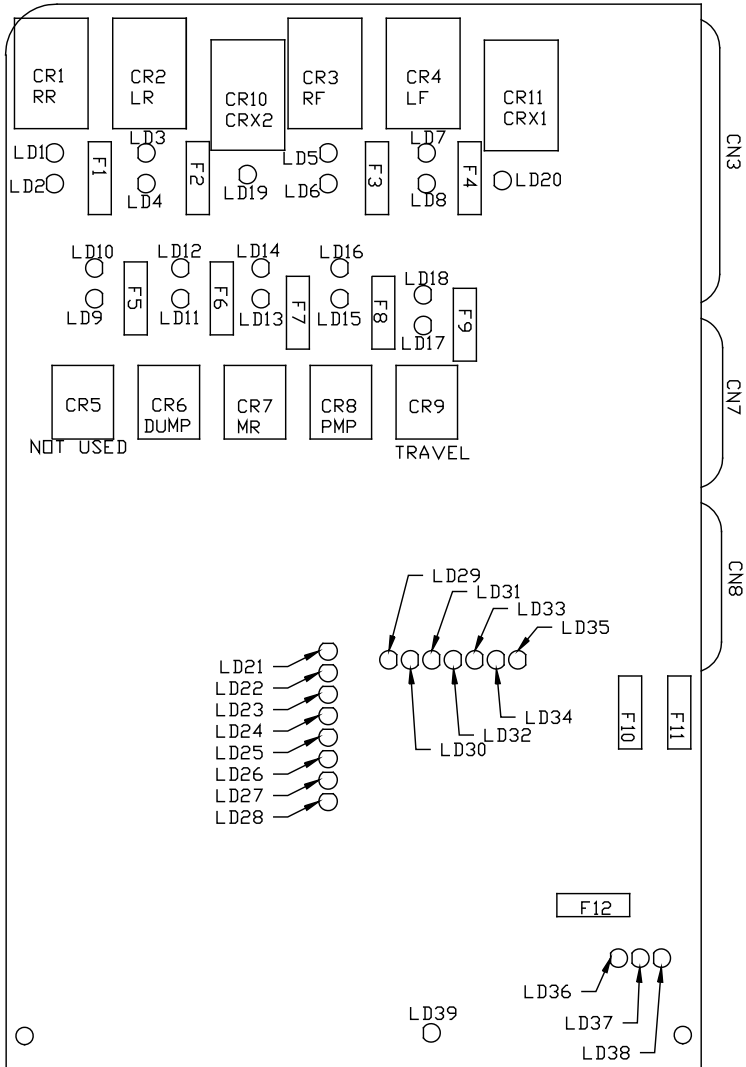 CR1
RR
CR2
LR
CR10
CRX2
CR3
RF
CR4
LF
CR11
CRX1
CN3
LD1
LD2
F1
LD3
LD4
F2
LD19
LD5
LD6
F3
LD7
LD8
F4
LD20
LD10
LD9
F5
LD12
LD11
F6
LD14
LD13
F7
LD16
LD15
F8
LD18
LD17
F9
CN7
CR5
NOT USED
CR6
DUMP
CR7
MR
CR8
PMP
CR9
TRAVEL
CN8
LD29
LD31
LD33
LD35
LD30
LD32
LD34
LD21
LD22
LD23
LD24
LD25
LD26
LD27
LD28
F10
F11
F12
LD36
LD37
LD38
LD39